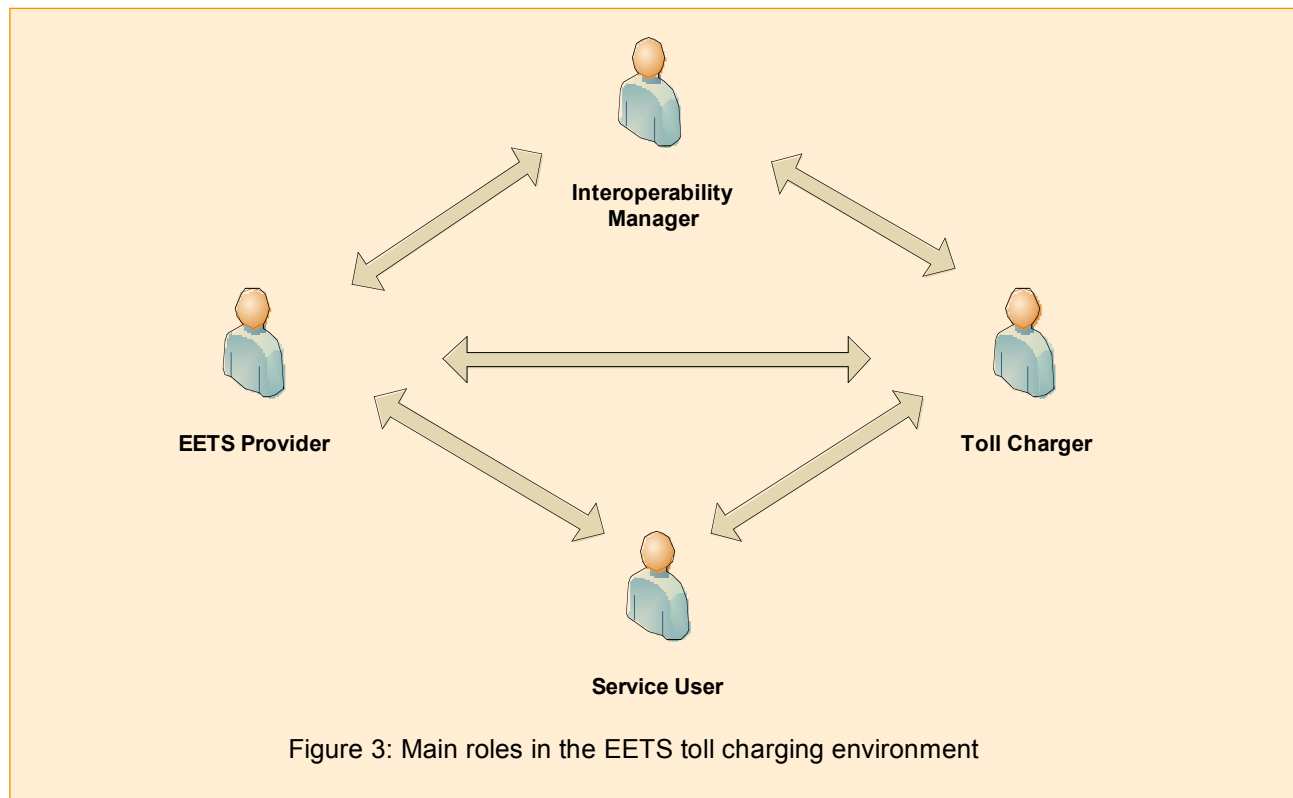 Interoperability
Manager
EETS Provider
Toll Charger
Service User
Figure 3: Main roles in the EETS toll charging environment